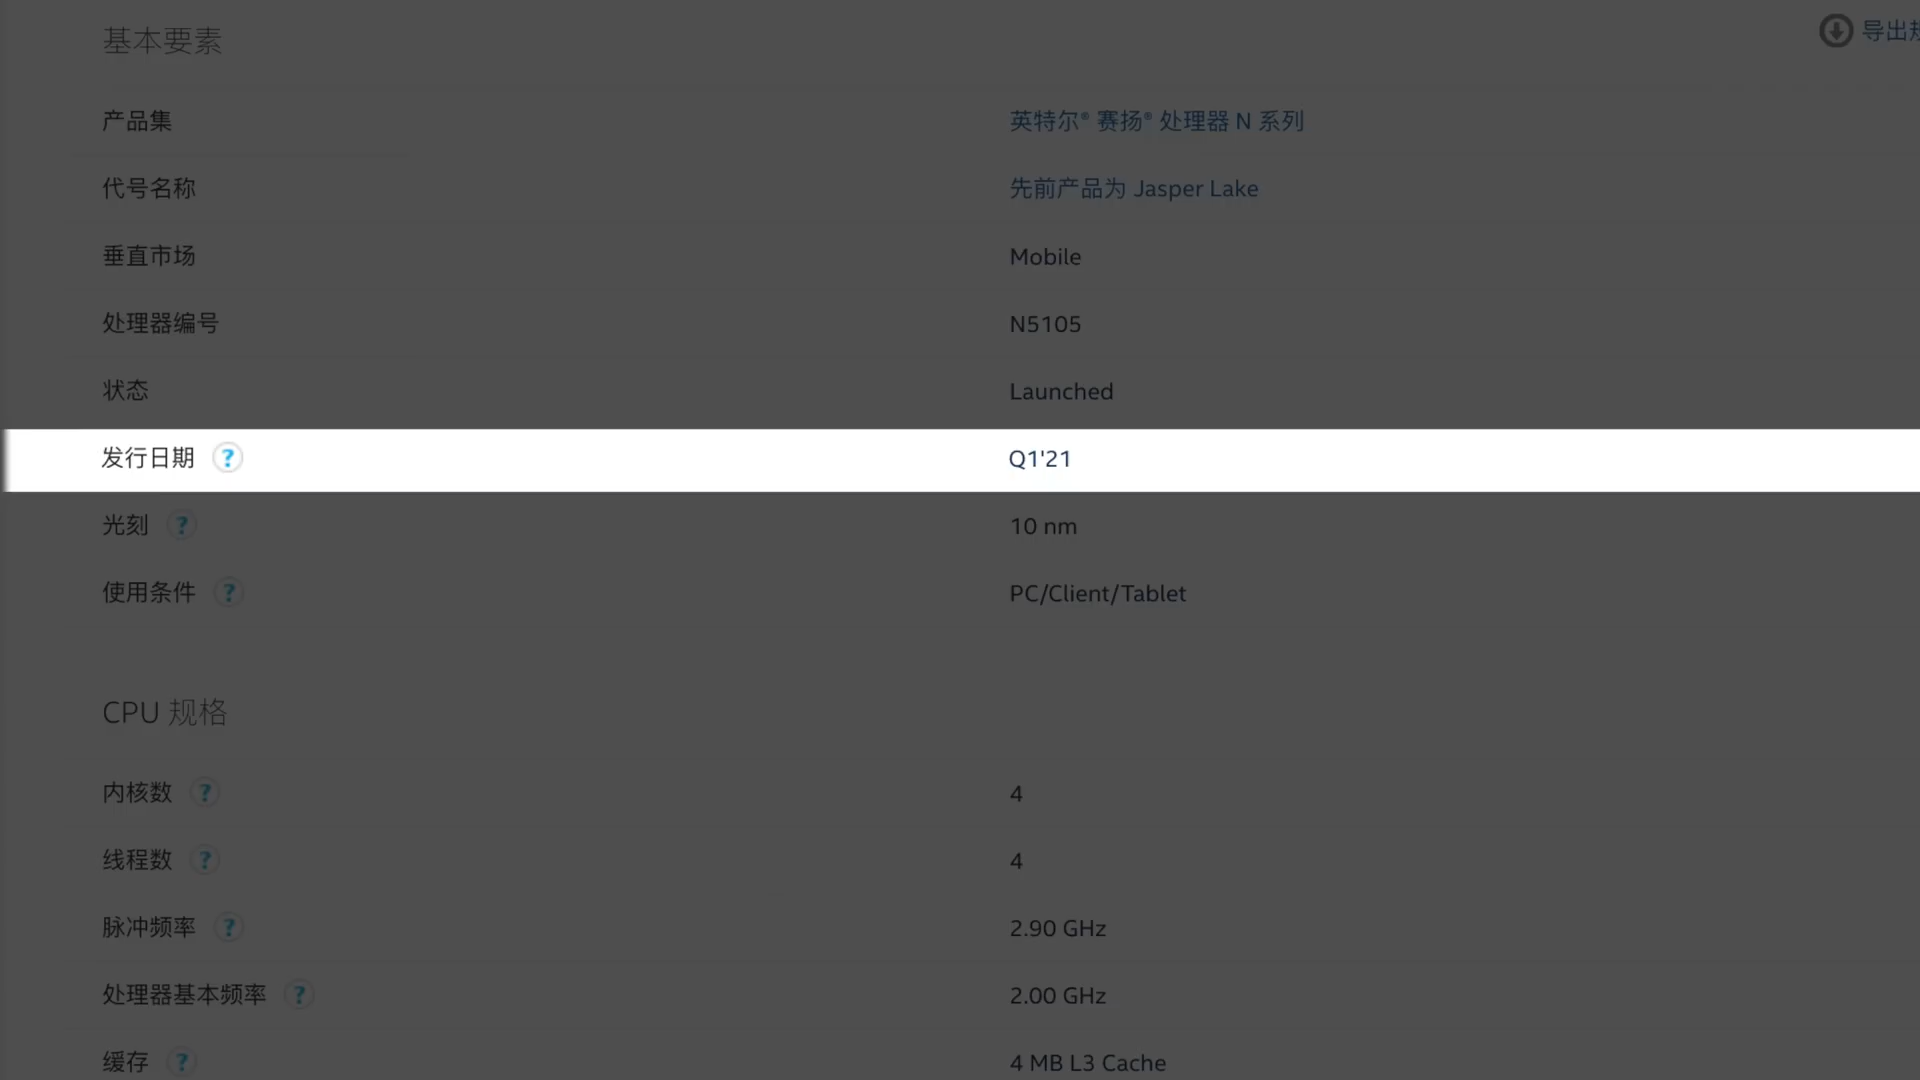 基本要素
导出
产品集 英特尔® 赛扬® 处理器 N 系列
代号名称 先前产品为 Jasper Lake
垂直市场 Mobile
处理器编号 N5105
状态 Launched
发行日期 ? Q1'21
光刻 ? 10 nm
使用条件 ? PC/Client/Tablet
CPU 规格
内核数 ? 4
线程数 ? 4
脉冲频率 ? 2.90 GHz
处理器基本频率 ? 2.00 GHz
缓存 ? 4 MB L3 Cache